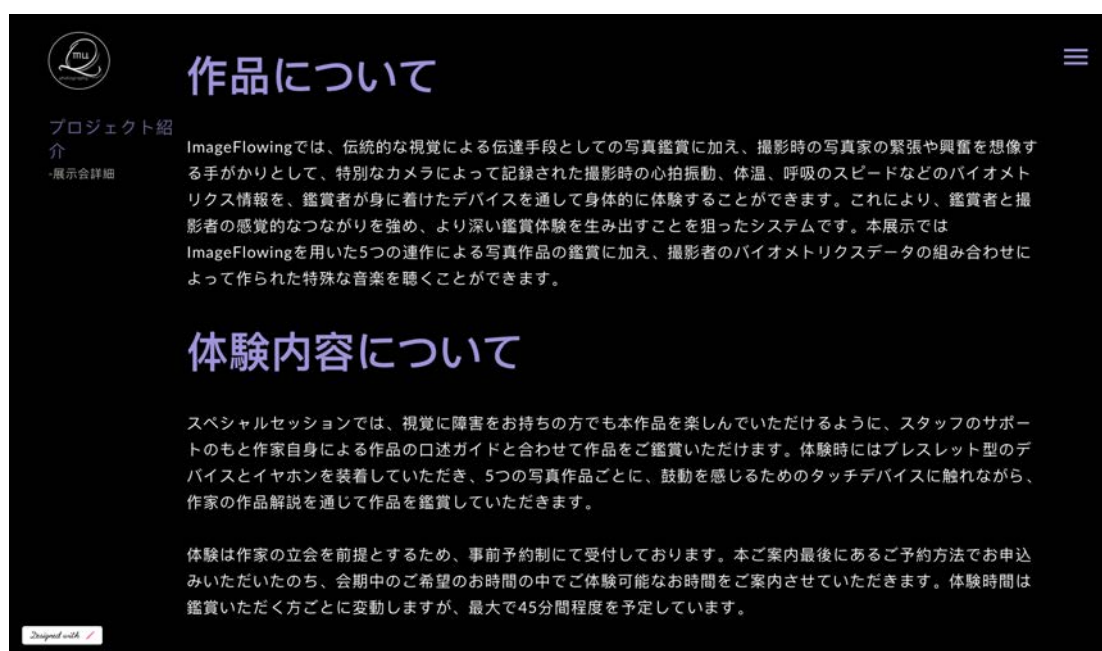 mu
photography
プロジェクト紹
介
-展示会詳細
作品について
ImageFlowingでは、伝統的な視覚による伝達手段としての写真鑑賞に加え、撮影時の写真家の緊張や興奮を想像す
る手がかりとして、特別なカメラによって記録された撮影時の心拍振動、体温、呼吸のスピードなどのバイオメト
リクス情報を、鑑賞者が身に着けたデバイスを通して身体的に体験することができます。これにより、鑑賞者と撮
影者の感覚的なつながりを強め、より深い鑑賞体験を生み出すことを狙ったシステムです。本展示では
ImageFlowingを用いた5つの連作による写真作品の鑑賞に加え、撮影者のバイオメトリクスデータの組み合わせに
よって作られた特殊な音楽を聴くことができます。
体験内容について
スペシャルセッションでは、視覚に障害をお持ちの方でも本作品を楽しんでいただけるように、スタッフのサポー
トのもと作家自身による作品の口述ガイドと合わせて作品をご鑑賞いただけます。体験時にはブレスレット型のデ
バイスとイヤホンを装着していただき、5つの写真作品ごとに、鼓動を感じるためのタッチデバイスに触れながら、
作家の作品解説を通じて作品を鑑賞していただきます。
体験は作家の立会を前提とするため、事前予約制にて受付しております。本ご案内最後にあるご予約方法でお申込
みいただいたのち、会期中のご希望のお時間の中でご体験可能なお時間をご案内させていただきます。体験時間は
鑑賞いただく方ごとに変動しますが、最大で45分間程度を予定しています。
Designed with